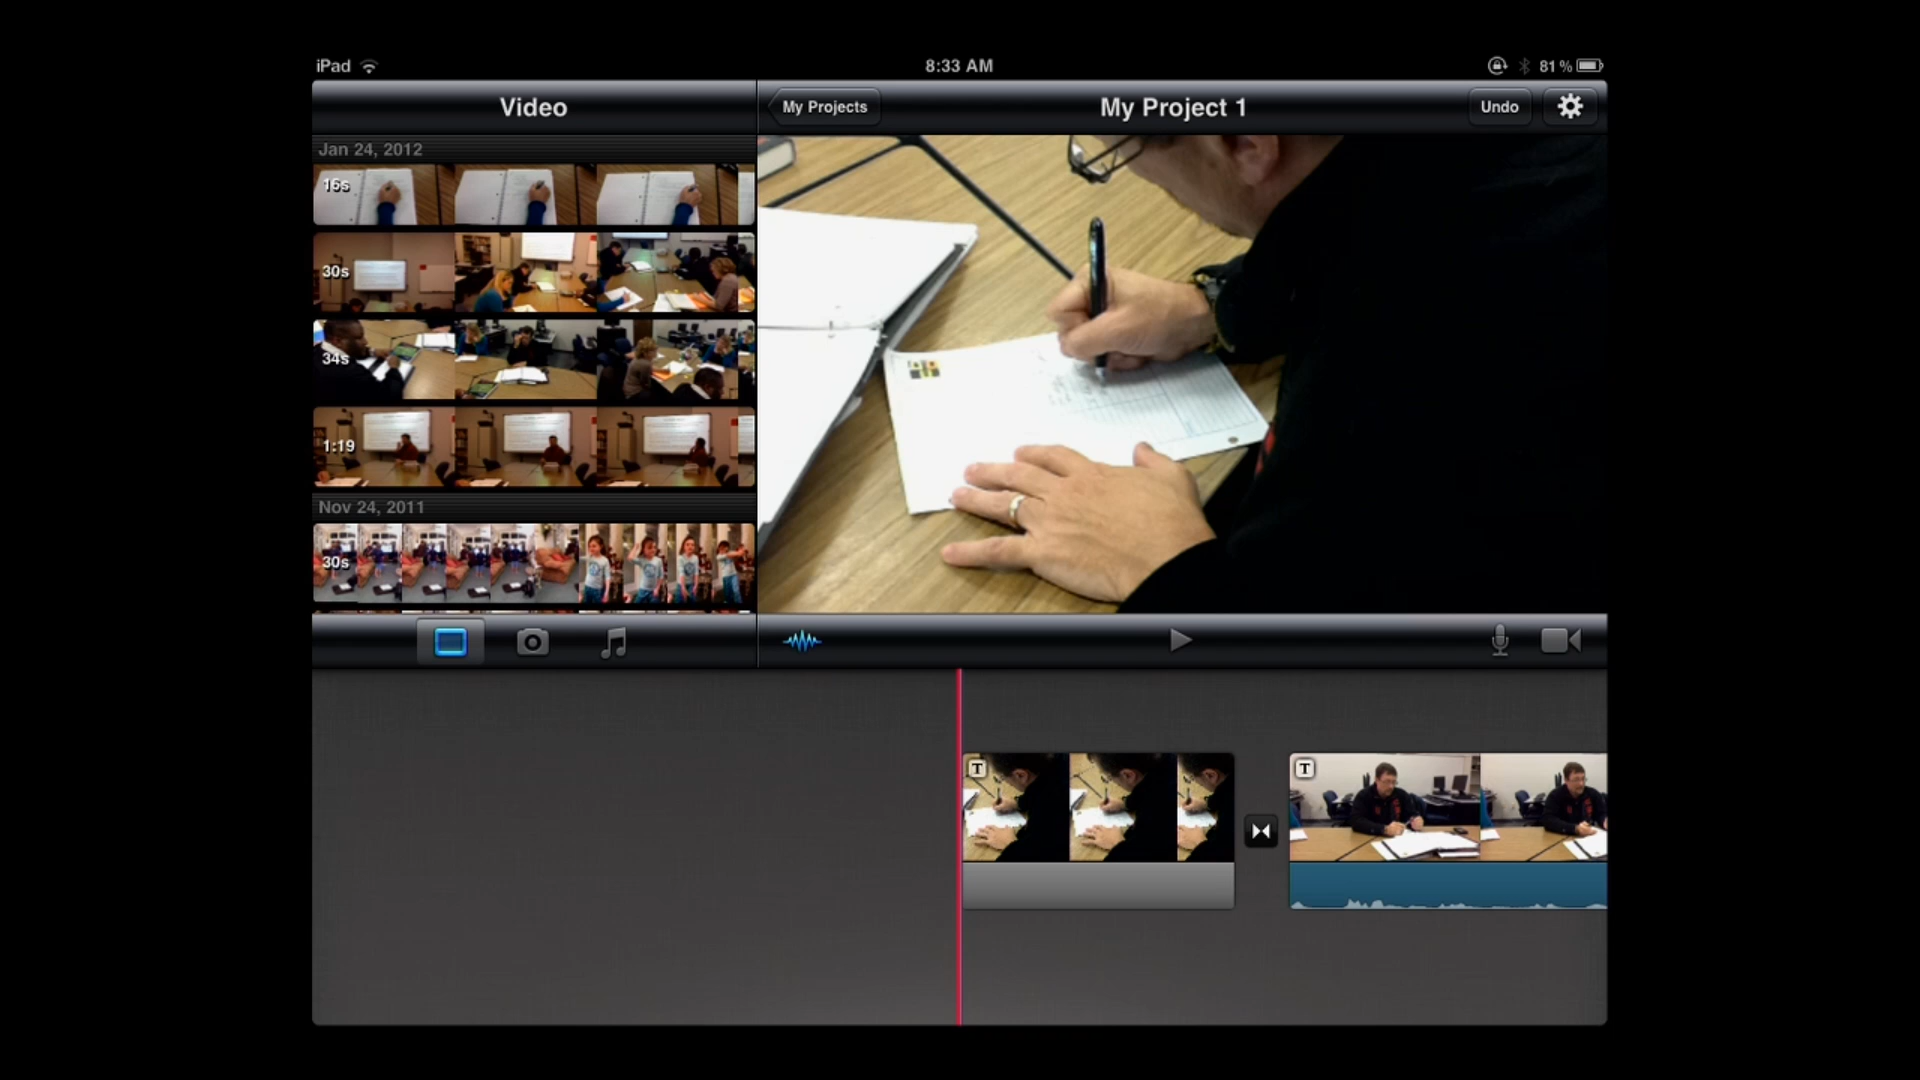 iPad
8:33 AM
81%
Video
My Projects
My Project 1
Undo
Jan 24, 2012
16s
30s
34s
1:19
Nov 24, 2011
30s
T
T